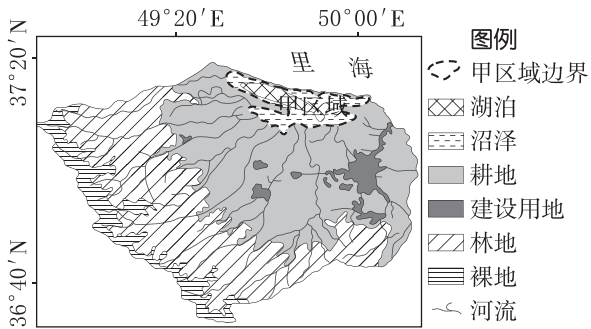 49°20′E
50°00′E
37°20′N
36°40′N
里海
甲区域
图例
甲区域边界
湖泊
沼泽
耕地
建设用地
林地
裸地
河流